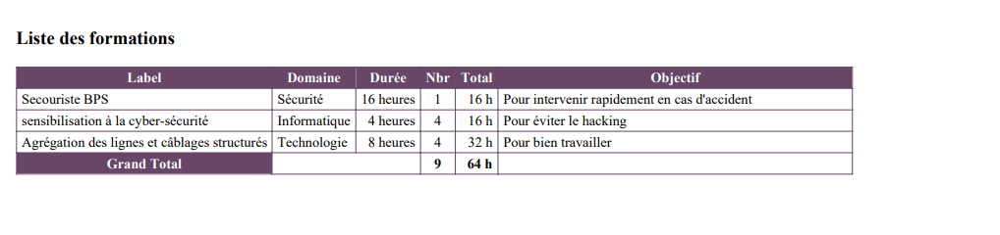 Liste des formations
Label Domaine Durée Nbr Total Objectif
Secouriste BPS Sécurité 16 heures 1 16 h Pour intervenir rapidement en cas d'accident
sensibilisation à la cyber-sécurité Informatique 4 heures 4 16 h Pour éviter le hacking
Agrégation des lignes et câblages structurés Technologie 8 heures 4 32 h Pour bien travailler
Grand Total 9 64 h